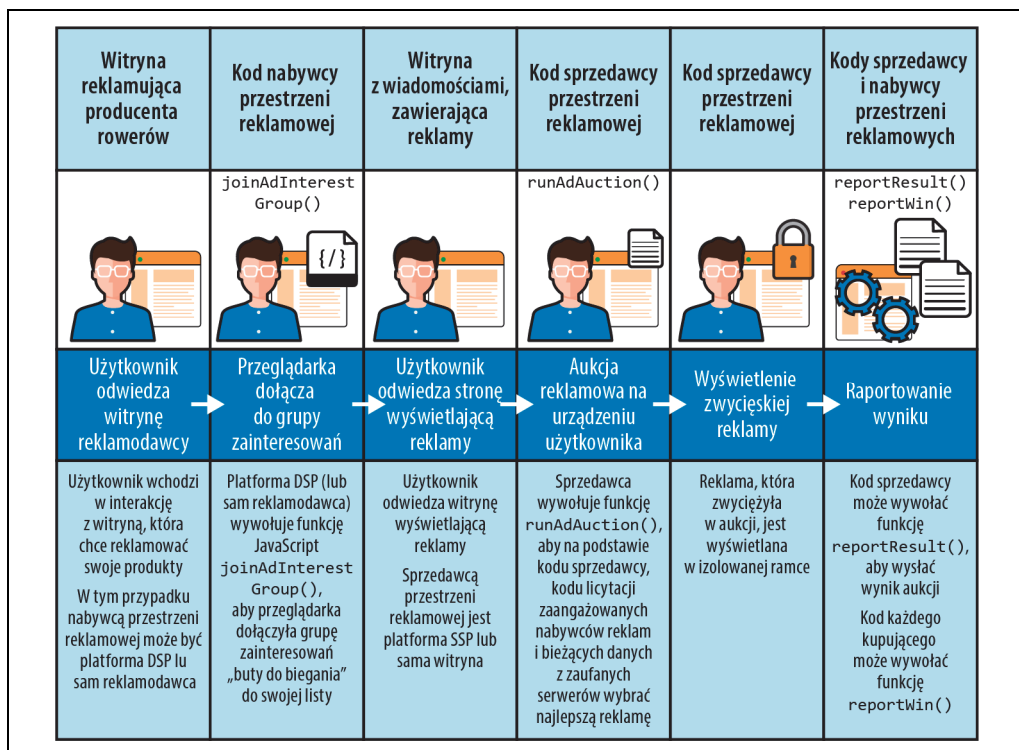 Witryna
reklamująca
producenta
rowerów
Kod nabywcy
przestrzeni
reklamowej
Witryna
z wiadomościami,
zawierająca
reklamy
Kod sprzedawcy
przestrzeni
reklamowej
Kod sprzedawcy
przestrzeni
reklamowej
Kody sprzedawcy
i nabywcy
przestrzeni
reklamowych
joinAdInterest
Group()
{/}
runAdAuction()
reportResult()
reportWin()
Użytkownik
odwiedza
witrynę
reklamodawcy
Przeglądarka
dołącza
do grupy
zainteresowań
Użytkownik
odwiedza stronę
wyświetlającą
reklamy
Aukcja
reklamowa na
urządzeniu
użytkownika
Wyświetlenie
zwycięskiej
reklamy
Raportowanie
wyniku
Użytkownik wchodzi
w interakcję
z witryną, która
chce reklamować
swoje produkty
W tym przypadku
nabywcą przestrzeni
reklamowej może być
platforma DSP lu
sam reklamodawca
Platforma DSP (lub
sam reklamodawca)
wywołuje funkcję
JavaScript
joinAdInterest
Group(),
aby przeglądarka
dołączyła grupę
zainteresowań
„buty do biegania”
do swojej listy
Użytkownik
odwiedza witrynę
wyświetlającą
reklamy
Sprzedawcą
przestrzeni
reklamowej jest
platforma SSP lub
sama witryna
Sprzedawca
wywołuje funkcję
runAdAuction(),
aby na podstawie
kodu sprzedawcy,
kodu licytacji
zaangażowanych
nabywców reklam
i bieżących danych
z zaufanych
serwerów wybrać
najlepszą reklamę
Reklama, która
zwyciężyła
w aukcji, jest
wyświetlana
w izolowanej ramce
Kod sprzedawcy
może wywołać
funkcję
reportResult(),
aby wysłać
wynik aukcji
Kod każdego
kupującego
może wywołać
funkcję
reportWin()